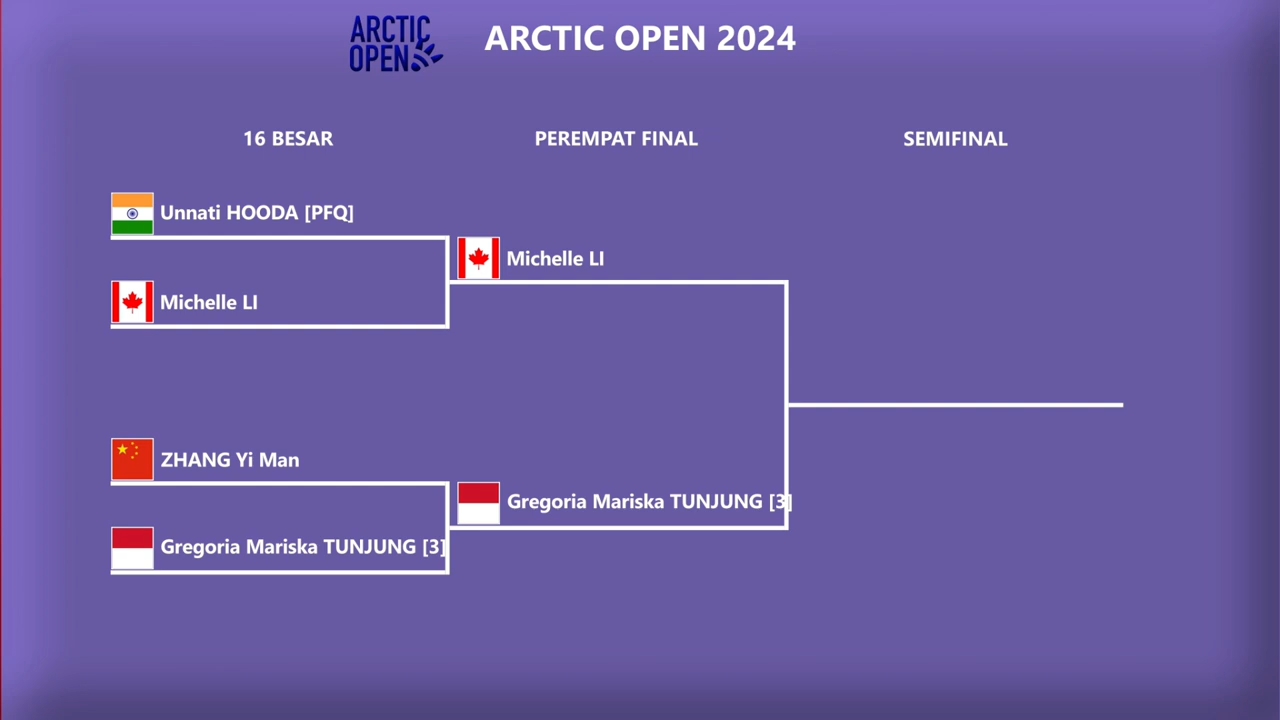 ARCTIC
OPEN
ARCTIC OPEN 2024
16 BESAR
PEREMPAT FINAL
SEMIFINAL
Unnati HOODA [PFQ]
Michelle LI
Michelle LI
ZHANG Yi Man
Gregoria Mariska TUNJUNG [3]
Gregoria Mariska TUNJUNG [3]